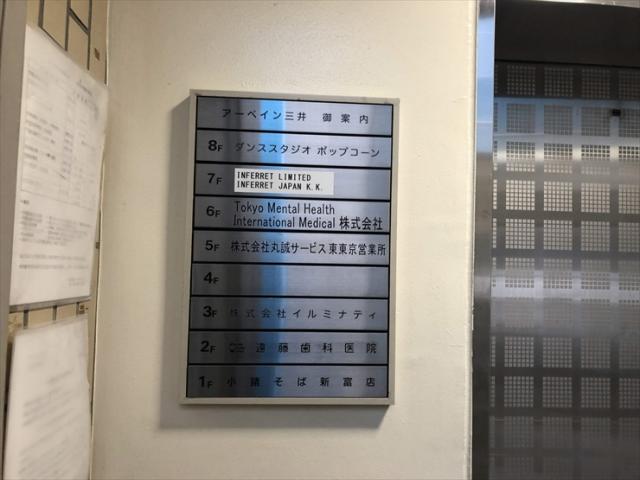 アーベイン三井 御案内
8F ダンススタジオ ポップコーン
7F INFERRET LIMITED
INFERRET JAPAN K.K.
6F Tokyo Mental Health
International Medical 株式会社
5F 株式会社丸誠サービス東東京営業所
4F
3F 株式会社イルミナティ
2F 遠藤歯科医院
1F 小諸そば新富店